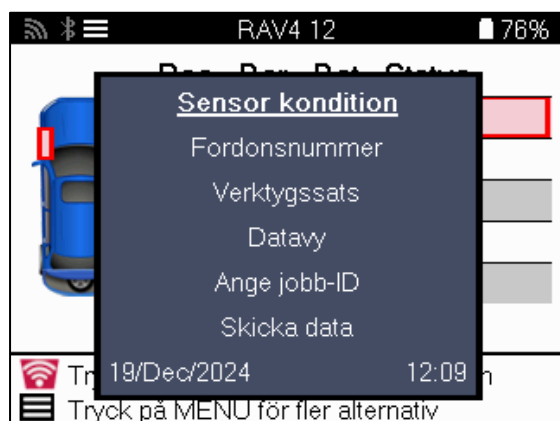 RAV4 12 76%
Status
Sensor kondition
Fordonsnummer
Verktygssats
Datavy
Ange jobb-ID
Skicka data
19/Dec/2024 12:09
Tryck på MENU för fler alternativ